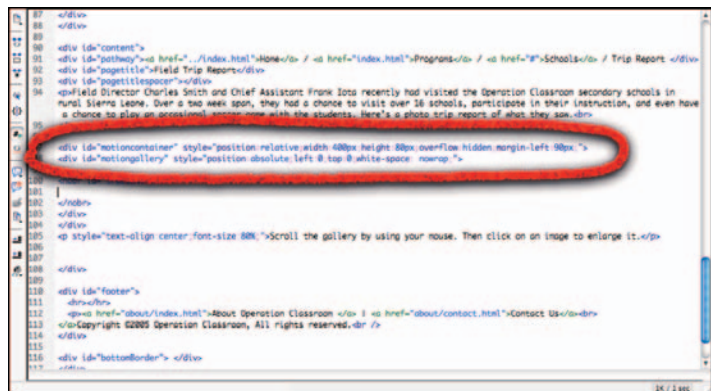 87 </div>
88 </div>
89
90 <div id="content">
91 <div id="pathway"><a href="../index.html">Home</a> / <a href="index.html">Programs</a> / <a href="#">Schools</a> / Trip Report </div>
92 <div id="pagetitle">Field Trip Report</div>
93 <div id="pagetitlespacer"></div>
94 <p>Field Director Charles Smith and Chief Assistant Frank Iota recently had visited the Operation Classroom secondary schools in
rural Sierra Leone. Over a two week span, they had a chance to visit over 16 schools, participate in their instruction, and even have
a chance to play an occasional game with the students. Here's a photo trip report of what they saw.<br>
95
<div id="motioncontainer" style="position:relative;width:400px;height:80px;overflow:hidden;margin-left:90px;">
<div id="motiongallery" style="position:absolute;left:0;top:0;white-space: nowrap;">
100
101
102 </nobr>
103 </div>
104 </div>
105 <p style="text-align:center;font-size:80%;">Scroll the gallery by using your mouse. Then click on an image to enlarge it.</p>
106
107
108 </div>
109
110 <div id="footer">
111 <hr></hr>
112 <p><a href="about/index.html">About Operation Classroom </a> | <a href="about/contact.html">Contact Us</a><br>
113 </a>Copyright ©2005 Operation Classroom, All rights reserved.<br />
114 </div>
115
116 <div id="bottomBorder"> </div>
117 </div>
1K / 1 sec